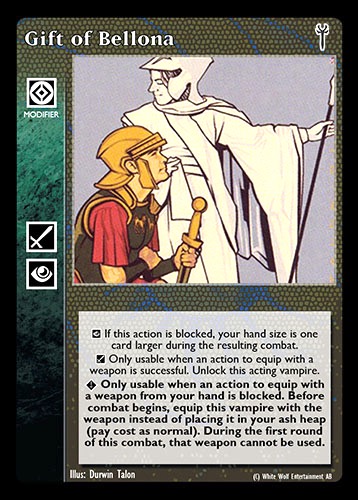 Gift of Bellona
MODIFIER
If this action is blocked, your hand size is one
card larger during the resulting combat.
Only usable when an action to equip with a
weapon is successful. Unlock this acting vampire.
Only usable when an action to equip with
a weapon from your hand is blocked. Before
combat begins, equip this vampire with the
weapon instead of placing it in your ash heap
(pay cost as normal). During the first round
of this combat, that weapon cannot be used.
Illus: Durwin Talon
(C) White Wolf Entertainment AB